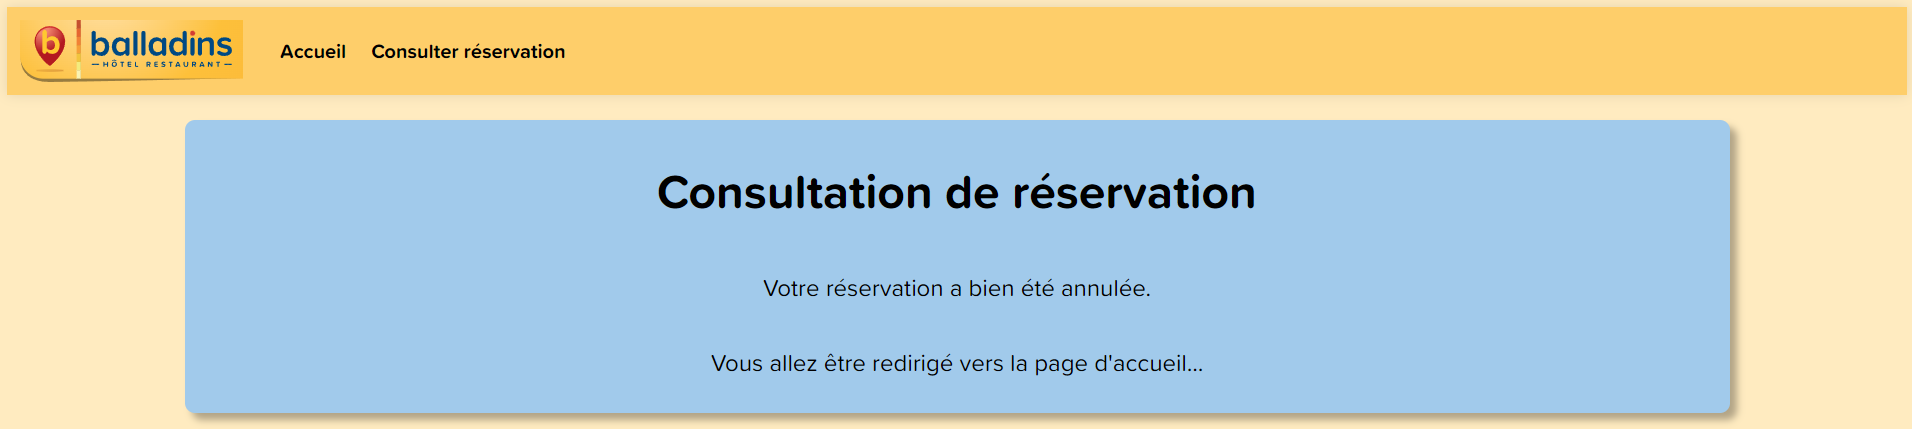 b balladins
HÔTEL RESTAURANT
Accueil Consulter réservation
Consultation de réservation
Votre réservation a bien été annulée.
Vous allez être redirigé vers la page d'accueil...